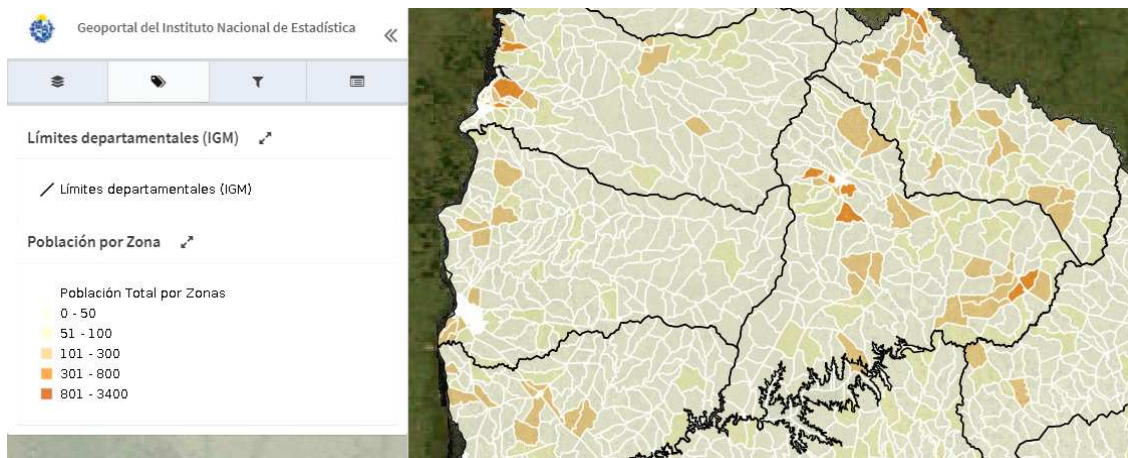 Geoportal del Instituto Nacional de Estadística
Límites departamentales (IGM)
Límites departamentales (IGM)
Población por Zona
Población Total por Zonas
0 - 50
51 - 100
101 - 300
301 - 800
801 - 3400